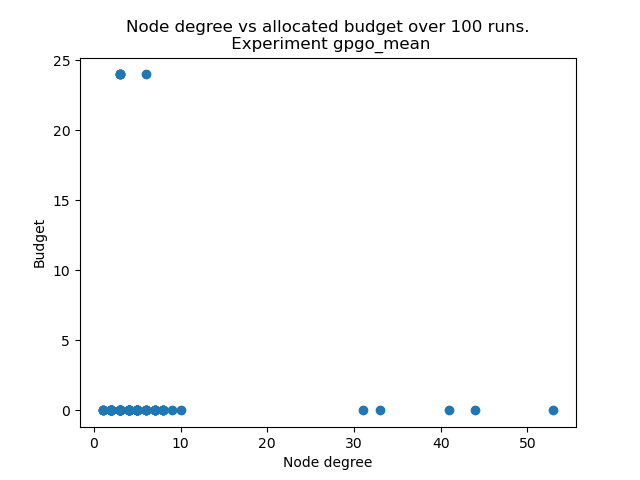 Node degree vs allocated budget over 100 runs.
Experiment gpgo_mean
25
20
15
10
5
0
Budget
0 10 20 30 40 50
Node degree